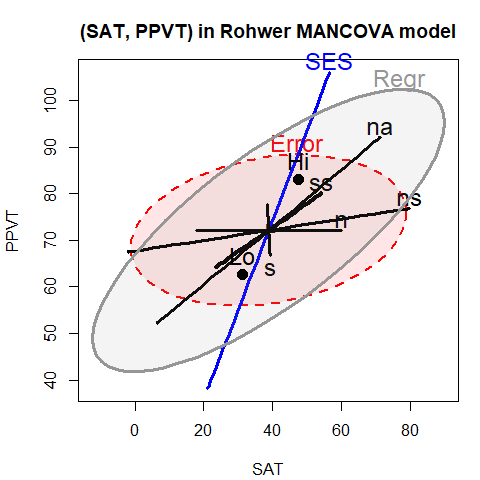 (SAT, PPVT) in Rohwer MANCOVA model
SES
Regr
100
na
Error
90
Hi
ss
80
ns
n
PPVT
70
Lo
s
60
50
40
0 20 40 60 80
SAT